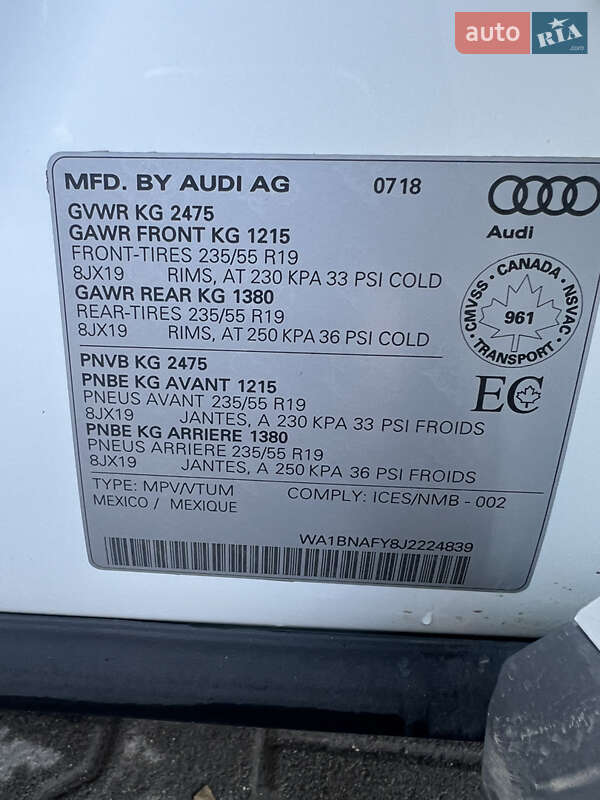 auto RIA .com
MFD. BY AUDI AG 0718
GVWR KG 2475
GAWR FRONT KG 1215
FRONT-TIRES 235/55 R19
8JX19 RIMS, AT 230 KPA 33 PSI COLD
GAWR REAR KG 1380
REAR-TIRES 235/55 R19
8JX19 RIMS, AT 250 KPA 36 PSI COLD
Audi
CMVSS • CANADA • NSVAC
961
TRANSPORT
PNVB KG 2475
PNBE KG AVANT 1215
PNEUS AVANT 235/55 R19
8JX19 JANTES, A 230 KPA 33 PSI FROIDS
PNBE KG ARRIERE 1380
PNEUS ARRIERE 235/55 R19
8JX19 JANTES, A 250 KPA 36 PSI FROIDS
EC
TYPE: MPV/VTUM COMPLY: ICES/NMB - 002
MEXICO / MEXIQUE
WA1BNAFY8J2224839